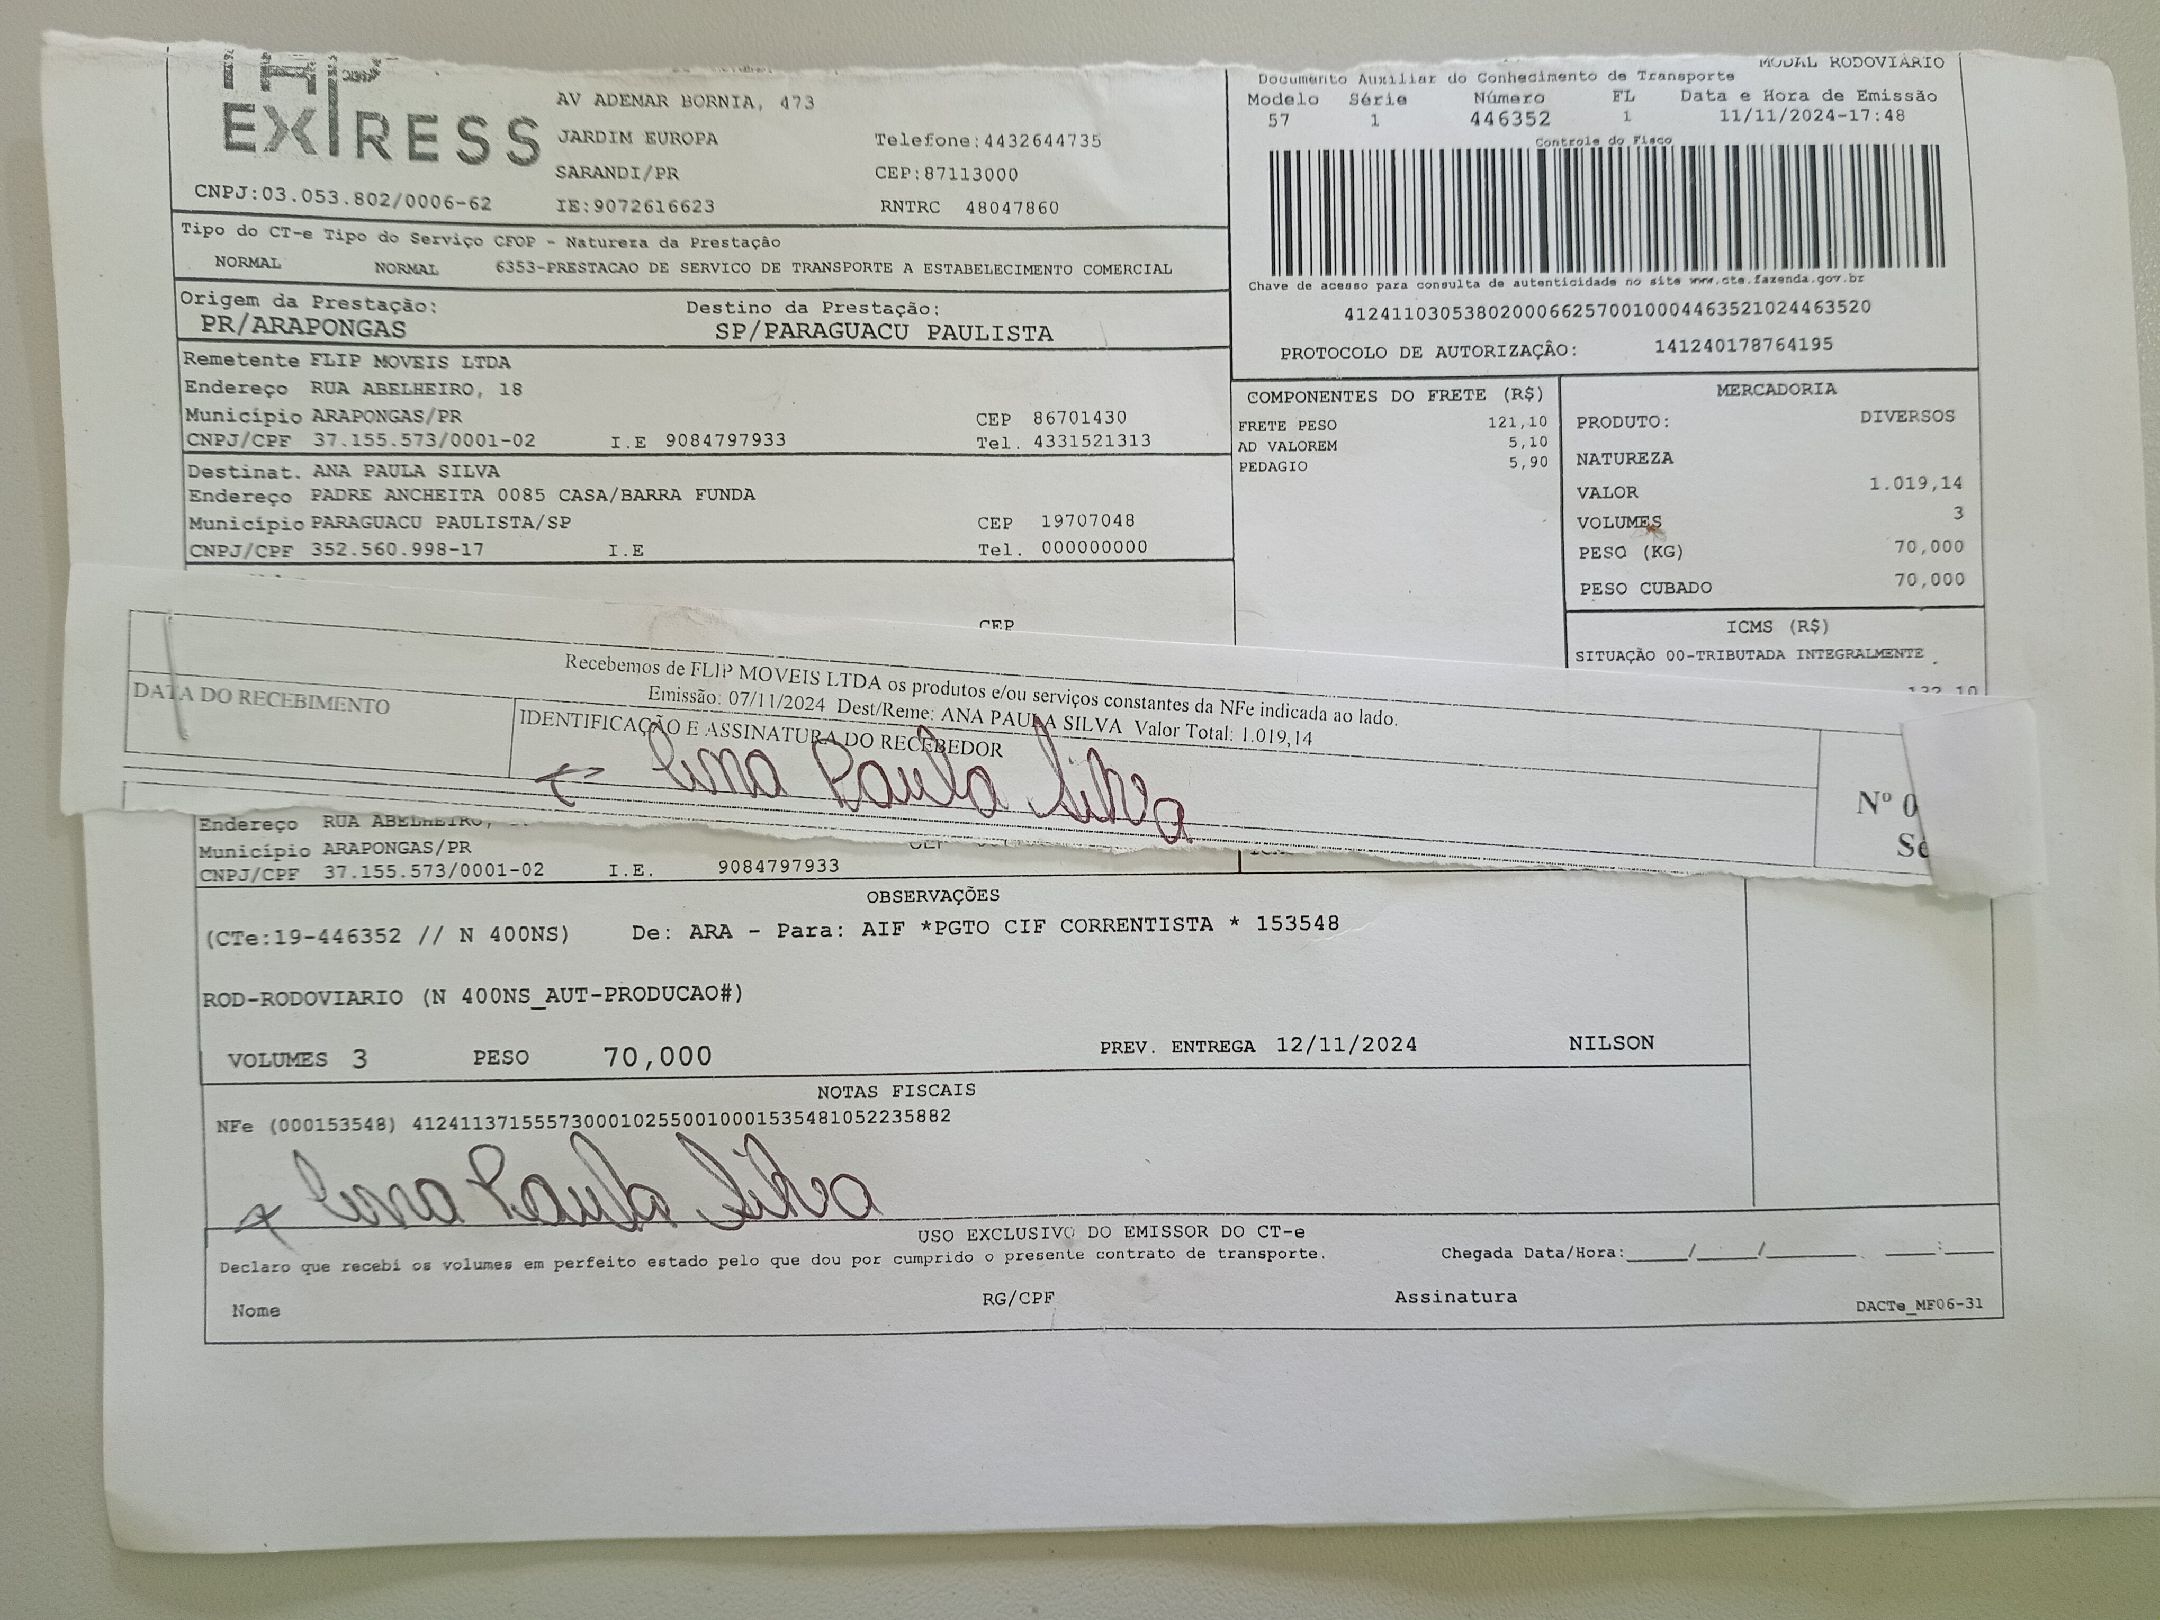 EXPRESS
AV ADEMAR BORNIA, 473
JARDIM EUROPA Telefone:4432644735
SARANDI/PR CEP:87113000
CNPJ:03.053.802/0006-62 IE:9072616623 RNTRC 48047860
MODAL RODOVIÁRIO
Documento Auxiliar do Conhecimento de Transporte
Modelo Série Número FL Data e Hora de Emissão
57 1 446352 1 11/11/2024-17:48
Controle do Fisco
Chave de acesso para consulta de autenticidade no site www.cte.fazenda.gov.br
41241103053802000662570010004463521024463520
PROTOCOLO DE AUTORIZAÇÂO: 141240178764195
Tipo do CT-e Tipo do Serviço CFOP - Natureza da Prestação
NORMAL NORMAL 6353-PRESTACAO DE SERVICO DE TRANSPORTE A ESTABELECIMENTO COMERCIAL
Origem da Prestação: Destino da Prestação:
PR/ARAPONGAS SP/PARAGUACU PAULISTA
Remetente FLIP MOVEIS LTDA
Endereço RUA ABELHEIRO, 18
Município ARAPONGAS/PR CEP 86701430
CNPJ/CPF 37.155.573/0001-02 I.E 9084797933 Tel. 4331521313
Destinat. ANA PAULA SILVA
Endereço PADRE ANCHEITA 0085 CASA/BARRA FUNDA
Município PARAGUACU PAULISTA/SP CEP 19707048
CNPJ/CPF 352.560.998-17 I.E Tel. 000000000
CEP
COMPONENTES DO FRETE (R$)
FRETE PESO 121,10
AD VALOREM 5,10
PEDAGIO 5,90
MERCADORIA
PRODUTO: DIVERSOS
NATUREZA
VALOR 1.019,14
VOLUMES 3
PESO (KG) 70,000
PESO CUBADO 70,000
ICMS (R$)
SITUAÇÃO 00-TRIBUTADA INTEGRALMENTE
132,10
Recebemos de FLIP MOVEIS LTDA os produtos e/ou serviços constantes da NFe indicada ao lado.
Emissão: 07/11/2024 Dest/Reme: ANA PAULA SILVA Valor Total: 1.019,14
DATA DO RECEBIMENTO IDENTIFICAÇÃO E ASSINATURA DO RECEBEDOR
Ana Paula Silva
Nº 0
Endereço RUA ABELHEIRO,
Município ARAPONGAS/PR
CNPJ/CPF 37.155.573/0001-02 I.E. 9084797933
OBSERVAÇÕES
(CTe:19-446352 // N 400NS) De: ARA - Para: AIF *PGTO CIF CORRENTISTA * 153548
ROD-RODOVIARIO (N 400NS_AUT-PRODUCAO#)
VOLUMES 3 PESO 70,000 PREV. ENTREGA 12/11/2024 NILSON
NOTAS FISCAIS
NFe (000153548) 41241137155573000102550010001535481052235882
Ana Paula Silva
USO EXCLUSIVO DO EMISSOR DO CT-e
Declaro que recebi os volumes em perfeito estado pelo que dou por cumprido o presente contrato de transporte. Chegada Data/Hora:____/____/______ ___:___
Nome RG/CPF Assinatura DACTe_MF06-31